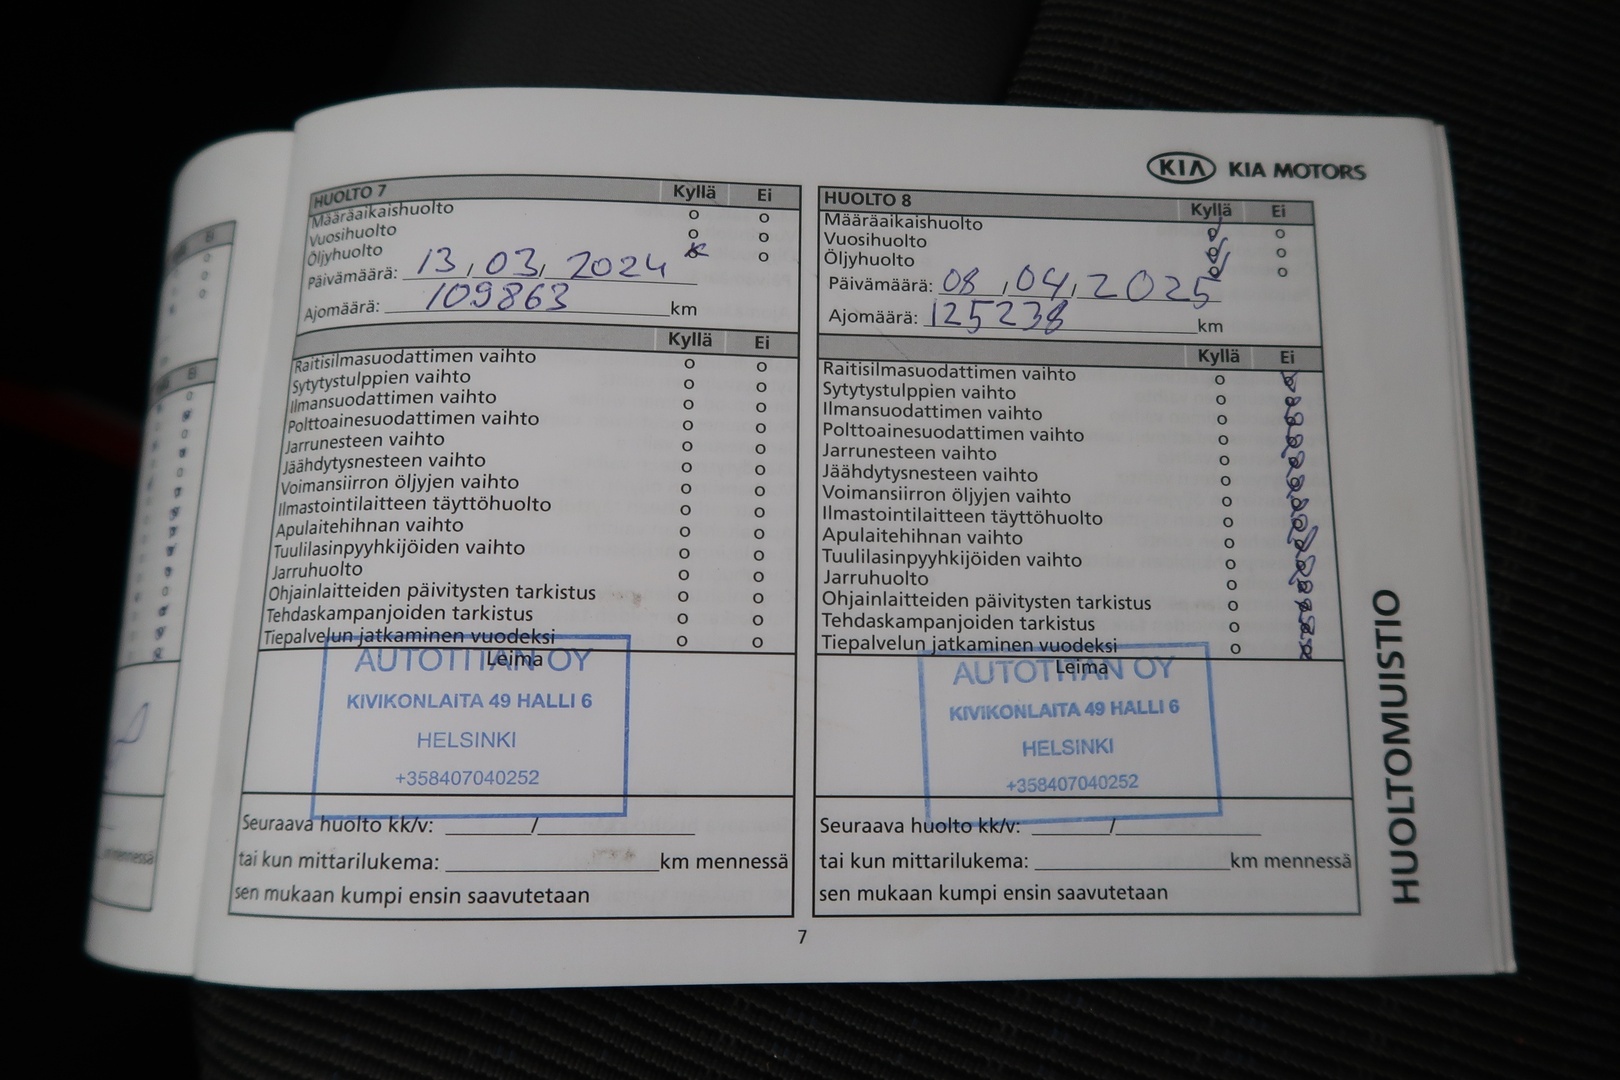 KIA KIA MOTORS
HUOLTO 7 Kyllä Ei
Määräaikaishuolto o o
Vuosihuolto o o
Öljyhuolto o
Päivämäärä: 13, 03, 2024
Ajomäärä: 109863 km
Kyllä Ei
Raitisilmasuodattimen vaihto o o
Sytytystulppien vaihto o o
Ilmansuodattimen vaihto o o
Polttoainesuodattimen vaihto o o
Jarrunesteen vaihto o o
Jäähdytysnesteen vaihto o o
Voimansiirron öljyjen vaihto o o
Ilmastointilaitteen täyttöhuolto o o
Apulaitehihnan vaihto o o
Tuulilasinpyyhkijöiden vaihto o o
Jarruhuolto o o
Ohjainlaitteiden päivitysten tarkistus o o
Tehdaskampanjoiden tarkistus o o
Tiepalvelun jatkaminen vuodeksi o o
Leima
AUTOTITAN OY
KIVIKONLAITA 49 HALLI 6
HELSINKI
+358407040252
Seuraava huolto kk/v: /
tai kun mittarilukema: km mennessä
sen mukaan kumpi ensin saavutetaan
HUOLTO 8 Kyllä Ei
Määräaikaishuolto o
Vuosihuolto o
Öljyhuolto o
Päivämäärä: 08, 04, 2025
Ajomäärä: 125238 km
Kyllä Ei
Raitisilmasuodattimen vaihto o
Sytytystulppien vaihto o
Ilmansuodattimen vaihto o
Polttoainesuodattimen vaihto o
Jarrunesteen vaihto o
Jäähdytysnesteen vaihto o
Voimansiirron öljyjen vaihto o
Ilmastointilaitteen täyttöhuolto o
Apulaitehihnan vaihto o
Tuulilasinpyyhkijöiden vaihto o
Jarruhuolto o
Ohjainlaitteiden päivitysten tarkistus o
Tehdaskampanjoiden tarkistus o
Tiepalvelun jatkaminen vuodeksi o
Leima
AUTOTITAN OY
KIVIKONLAITA 49 HALLI 6
HELSINKI
+358407040252
Seuraava huolto kk/v: /
tai kun mittarilukema: km mennessä
sen mukaan kumpi ensin saavutetaan
HUOLTOMUISTIO
7
Ei
Ei
mennessä